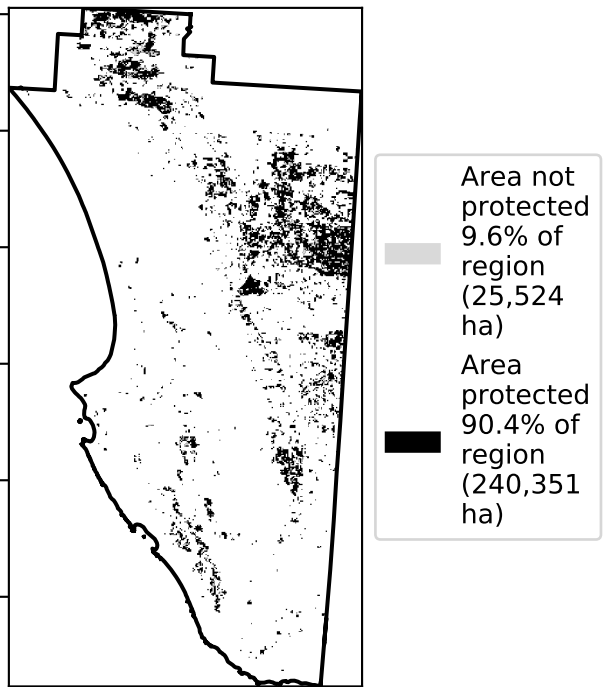 Area not
protected
9.6% of
region
(25,524
ha)
Area
protected
90.4% of
region
(240,351
ha)